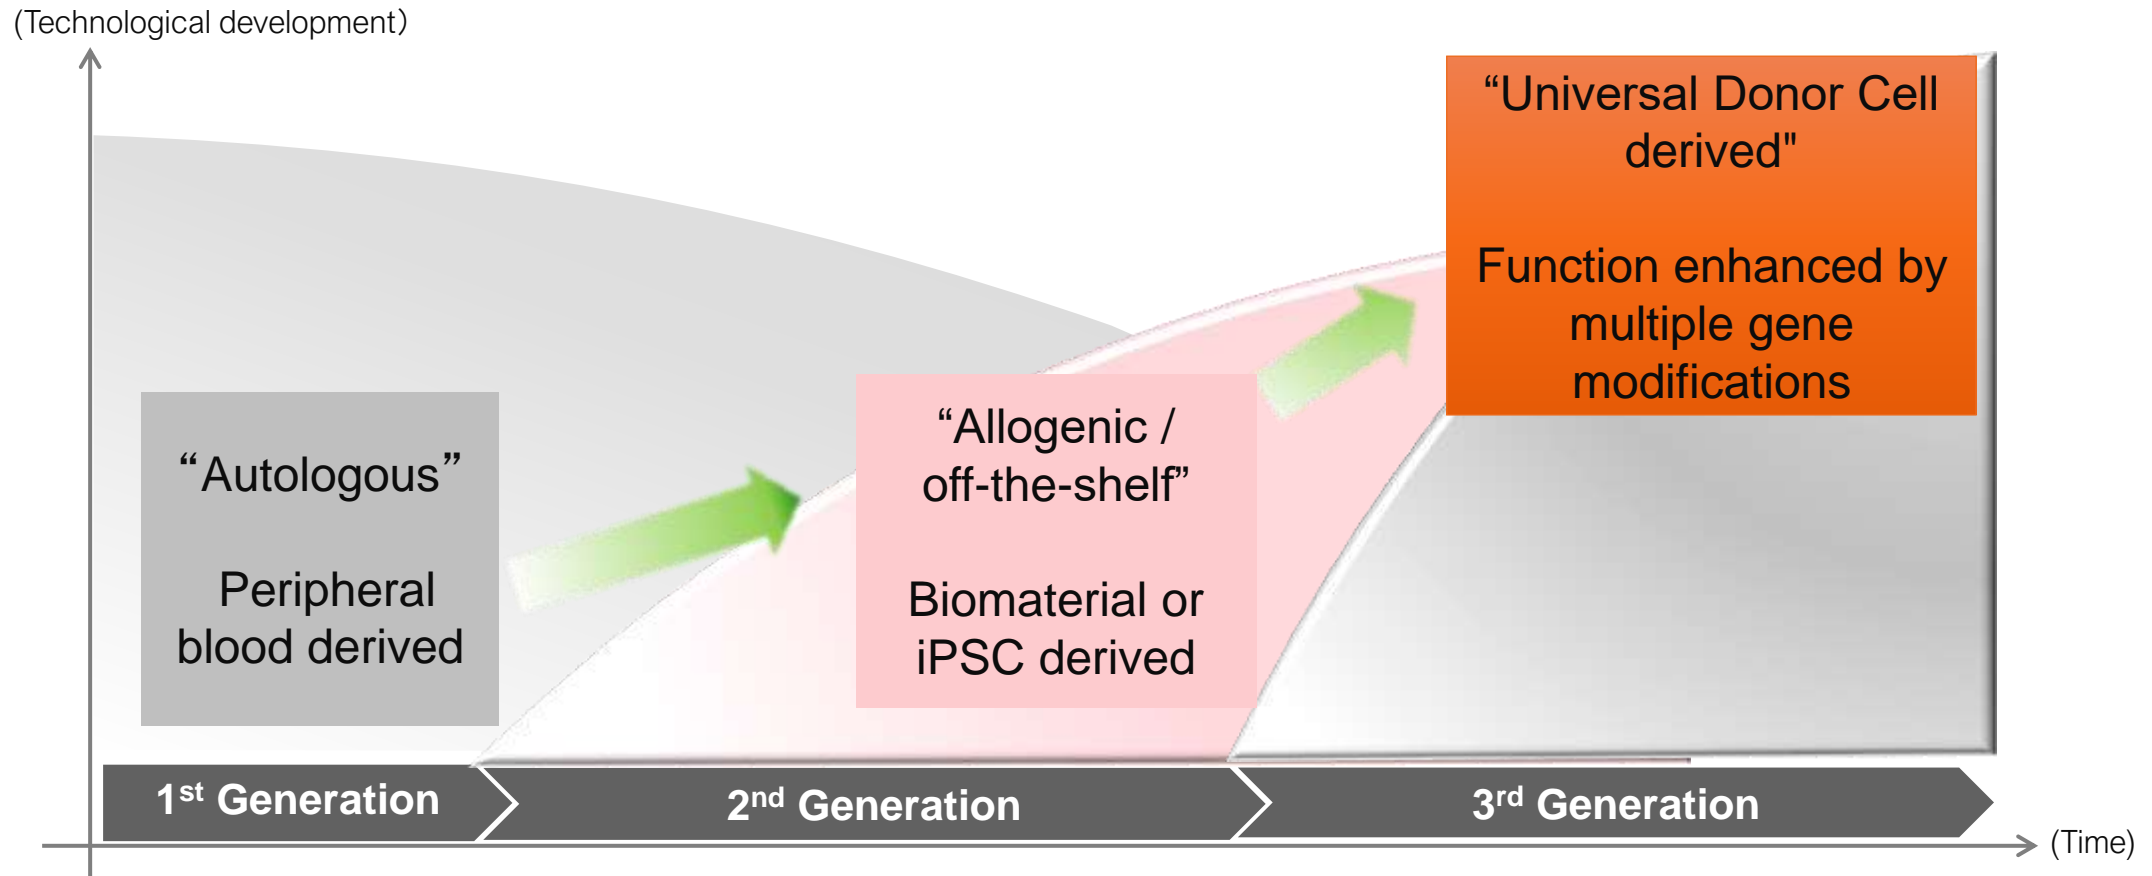 (Technological development)
“Universal Donor Cell
derived"
Function enhanced by
multiple gene
modifications
“Allogenic /
off-the-shelf”
Biomaterial or
iPSC derived
“Autologous”
Peripheral
blood derived
1st Generation
2nd Generation
3rd Generation
(Time)